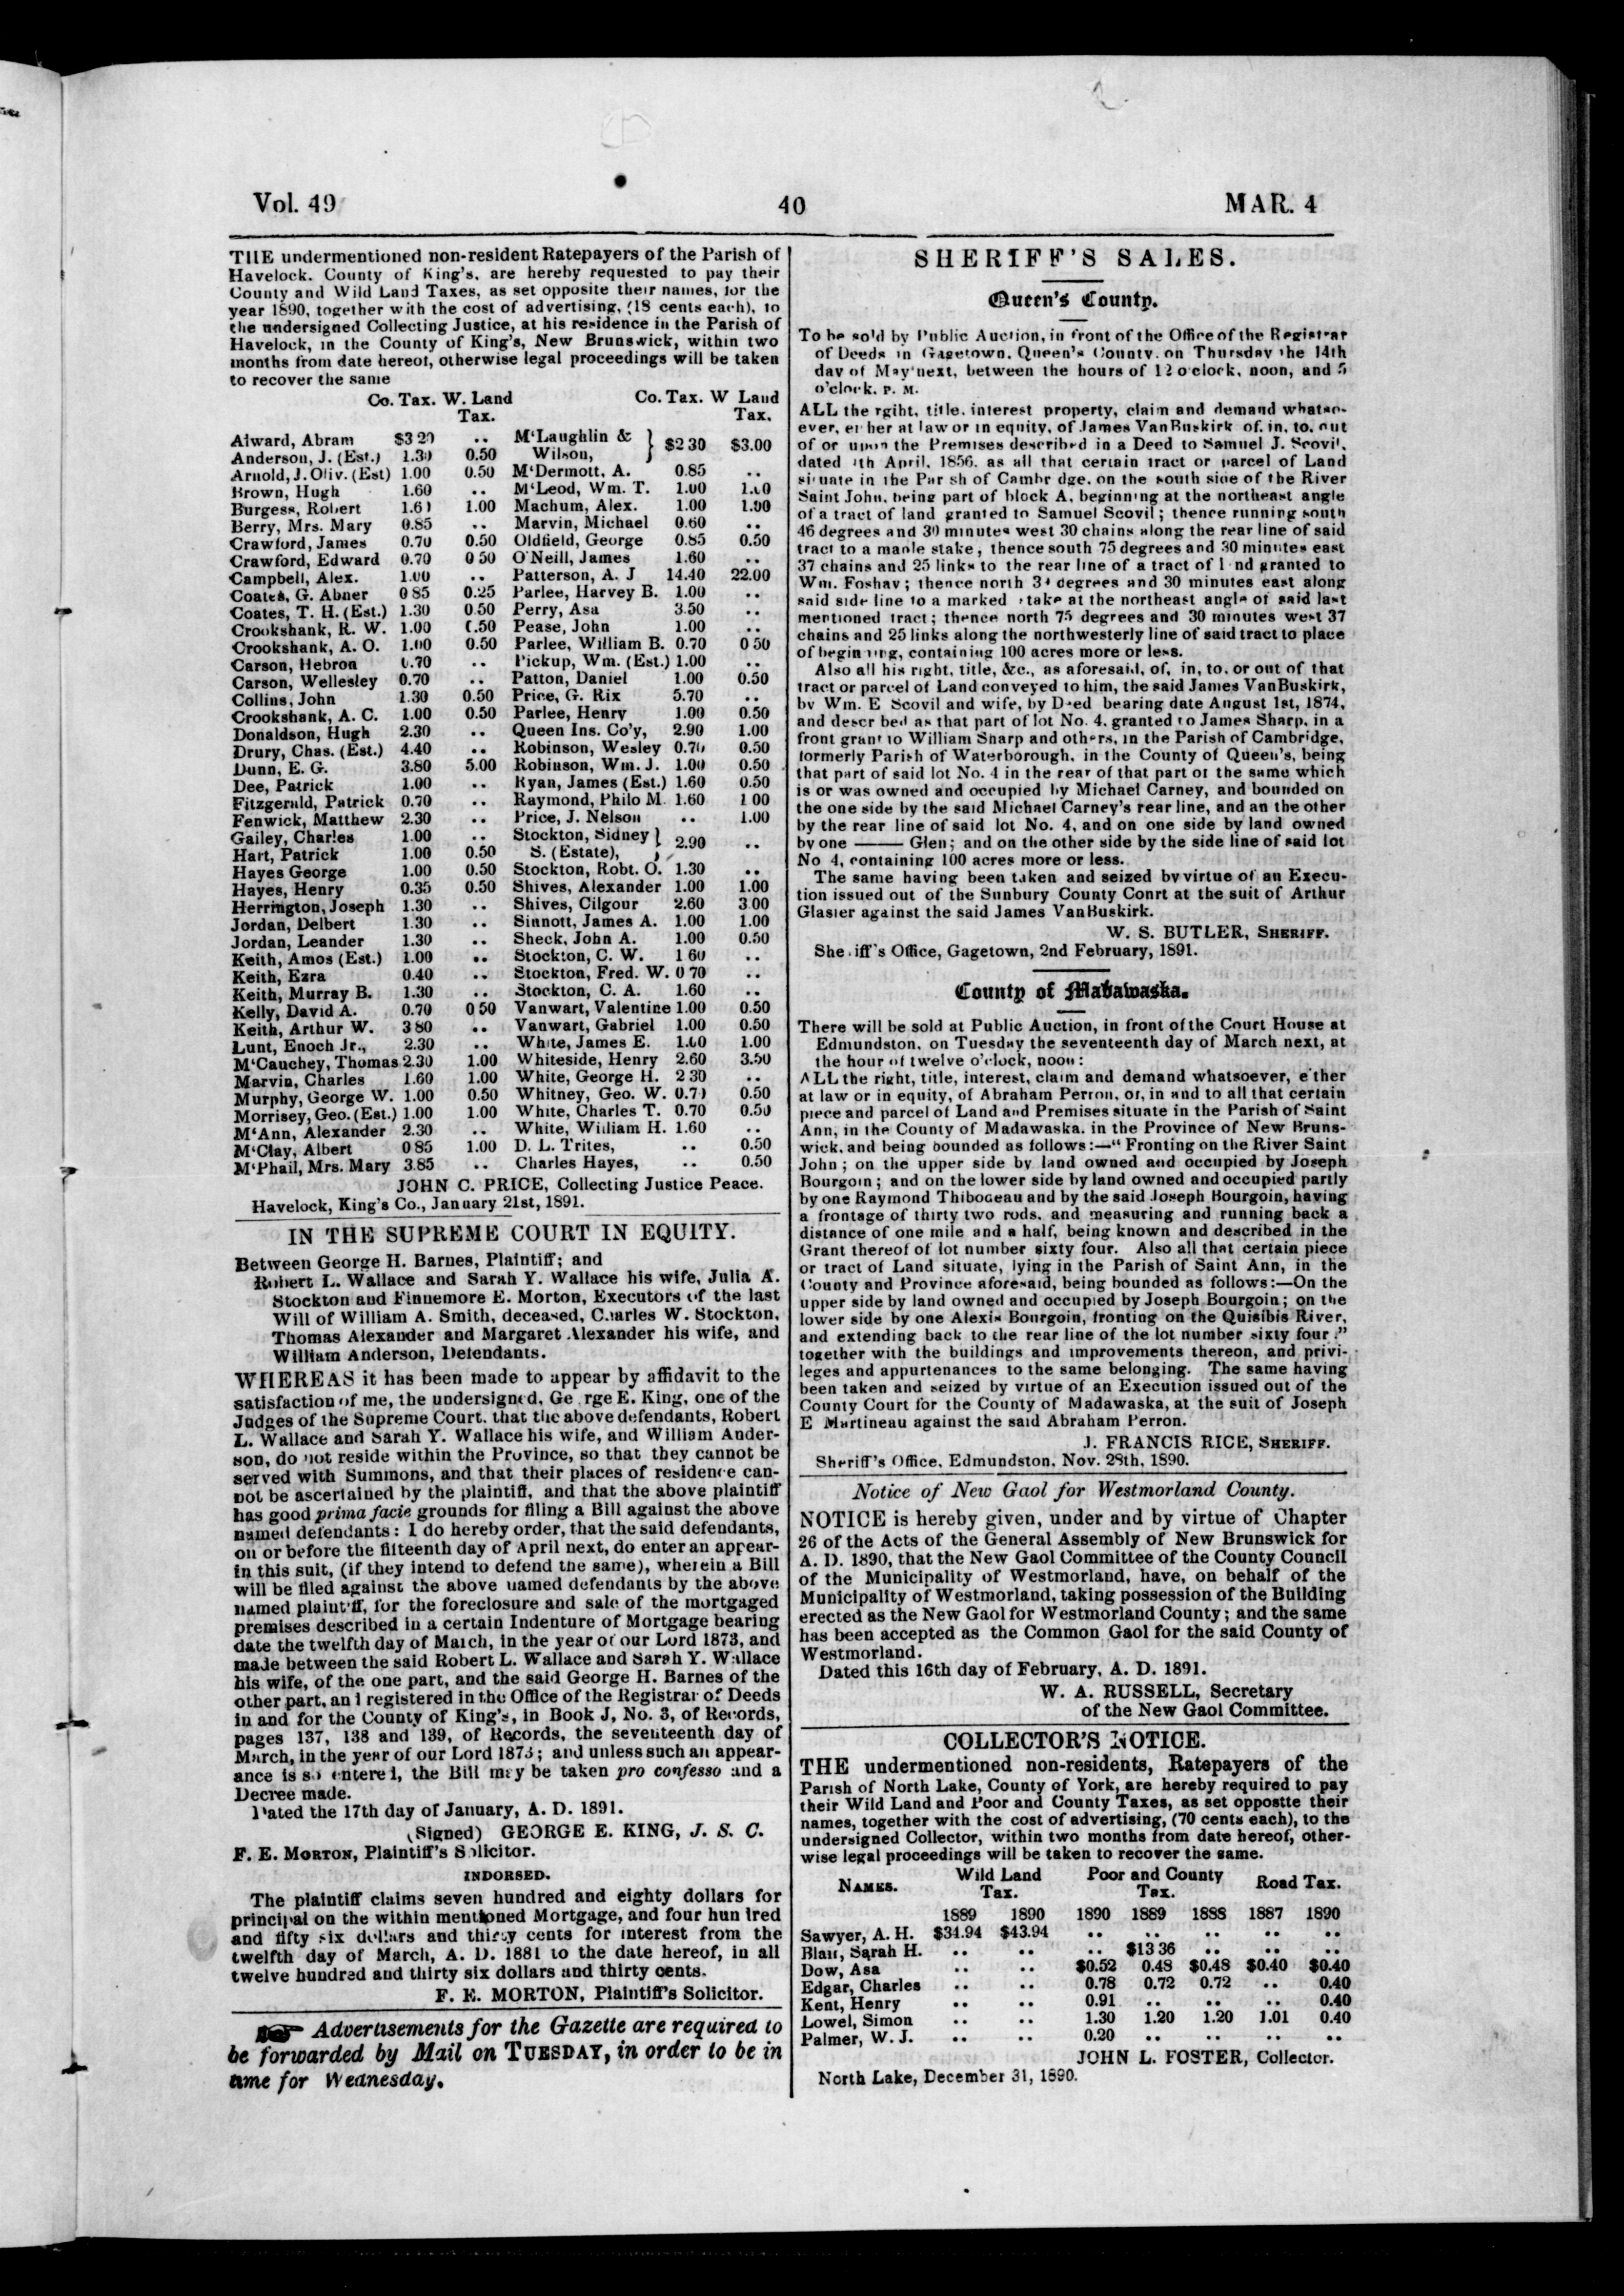 Vol. 49 40 MAR. 4
THE undermentioned non-resident Ratepayers of the Parish of
Havelock. County of King's, are hereby requested to pay their
County and Wild Land Taxes, as set opposite their names, for the
year 1890, together with the cost of advertising, (18 cents each), to
the undersigned Collecting Justice, at his residence in the Parish of
Havelock, in the County of King's, New Brunswick, within two
months from date hereof, otherwise legal proceedings will be taken
to recover the same
Co. Tax. W. Land
Tax.
Alward, Abram $3 20 ..
Anderson, J. (Est.) 1.30 0.50
Arnold, J. Oliv. (Est) 1.00 0.50
Brown, Hugh 1.60 ..
Burgess, Robert 1.60 1.00
Berry, Mrs. Mary 0.85 ..
Crawford, James 0.70 0.50
Crawford, Edward 0.70 0 50
Campbell, Alex. 1.00 ..
Coates, G. Abner 0 85 0.25
Coates, T. H. (Est.) 1.30 0 50
Crookshank, R. W. 1.00 0.50
Crookshank, A. O. 1.00 0.50
Carson, Hebron 0.70 ..
Carson, Wellesley 0.70 ..
Collins, John 1.30 0.50
Crookshank, A. C. 1.00 0.50
Donaldson, Hugh 2.30 ..
Drury, Chas. (Est.) 4.40 ..
Dunn, E. G. 3.80 5.00
Dee, Patrick 1.00 ..
Fitzgerald, Patrick 0.70 ..
Fenwick, Matthew 2.30 ..
Gailey, Charles 1.00 ..
Hart, Patrick 1.00 0.50
Hayes George 1.00 0.50
Hayes, Henry 0.35 0.50
Herrington, Joseph 1.30 ..
Jordan, Delbert 1.30 ..
Jordan, Leander 1.30 ..
Keith, Amos (Est.) 1.00 ..
Keith, Ezra 0.40 ..
Keith, Murray B. 1.30 ..
Kelly, David A. 0.70 0 50
Keith, Arthur W. 3 80 ..
Lunt, Enoch Jr., 2.30 ..
M'Cauchey, Thomas 2.30 1.00
Marvin, Charles 1.60 1.00
Murphy, George W. 1.00 0.50
Morrisey, Geo. (Est.) 1.00 1.00
M'Ann, Alexander 2.30 ..
M'Clay, Albert 0 85 1.00
M'Phail, Mrs. Mary 3.85 ..
Co. Tax. W Land
Tax.
M'Laughlin &
Wilson, $2 30 $3.00
M'Dermott, A. 0.85 ..
M'Leod, Wm. T. 1.00 1.00
Machum, Alex. 1.00 1.00
Marvin, Michael 0.60 ..
Oldfield, George 0.85 0.50
O'Neill, James 1.60 ..
Patterson, A. J 14.40 22.00
Parlee, Harvey B. 1.00 ..
Perry, Asa 3.50 ..
Pease, John 1.00 ..
Parlee, William B. 0.70 0 50
Pickup, Wm. (Est.) 1.00 ..
Patton, Daniel 1.00 0.50
Price, G. Rix 5.70 ..
Parlee, Henry 1.00 0.50
Queen Ins. Co'y, 2.90 1.00
Robinson, Wesley 0.70 0.50
Robinson, Wm. J. 1.00 0.50
Ryan, James (Est.) 1.60 0.50
Raymond, Philo M. 1.60 1 00
Price, J. Nelson .. 1.00
Stockton, Sidney
S. (Estate), 2.90 ..
Stockton, Robt. O. 1.30 ..
Shives, Alexander 1.00 1.00
Shives, Cilgour 2.60 3 00
Sinnott, James A. 1.00 1.00
Sheck, John A. 1.00 0.50
Stockton, C. W. 1 60 ..
Stockton, Fred. W. 0 70 ..
Stockton, C. A. 1.60 ..
Vanwart, Valentine 1.00 0.50
Vanwart, Gabriel 1.00 0.50
White, James E. 1.00 1.00
Whiteside, Henry 2.60 3.50
White, George H. 2 30 ..
Whitney, Geo. W. 0.70 0.50
White, Charles T. 0.70 0.50
White, William H. 1.60 ..
D. L. Trites, .. 0.50
Charles Hayes, .. 0.50
JOHN C. PRICE, Collecting Justice Peace.
Havelock, King's Co., January 21st, 1891.
IN THE SUPREME COURT IN EQUITY.
Between George H. Barnes, Plaintiff; and
Robert L. Wallace and Sarah Y. Wallace his wife, Julia A.
Stockton and Finnemore E. Morton, Executors of the last
Will of William A. Smith, deceased, Charles W. Stockton,
Thomas Alexander and Margaret Alexander his wife, and
William Anderson, Defendants.
WHEREAS it has been made to appear by affidavit to the
satisfaction of me, the undersigned, George E. King, one of the
Judges of the Supreme Court. that the above defendants, Robert
L. Wallace and Sarah Y. Wallace his wife, and William Ander-
son, do not reside within the Province, so that they cannot be
served with Summons, and that their places of residence can-
not be ascertained by the plaintiff, and that the above plaintiff
has good prima facie grounds for filing a Bill against the above
named defendants: I do hereby order, that the said defendants,
on or before the fifteenth day of April next, do enter an appear-
in this suit, (if they intend to defend the same), wherein a Bill
will be filed against the above named defendants by the above
named plaintiff, for the foreclosure and sale of the mortgaged
premises described in a certain Indenture of Mortgage bearing
date the twelfth day of March, in the year of our Lord 1873, and
made between the said Robert L. Wallace and Sarah Y. Wallace
his wife, of the one part, and the said George H. Barnes of the
other part, and registered in the Office of the Registrar of Deeds
in and for the County of King's, in Book J, No. 3, of Records,
pages 137, 138 and 139, of Records, the seventeenth day of
March, in the year of our Lord 1873; and unless such an appear-
ance is so entered, the Bill may be taken pro confesso and a
Decree made.
Dated the 17th day of January, A. D. 1891.
(Signed) GEORGE E. KING, J. S. C.
F. E. MORTON, Plaintiff's Solicitor.
INDORSED.
The plaintiff claims seven hundred and eighty dollars for
principal on the within mentioned Mortgage, and four hundred
and fifty six dollars and thirty cents for interest from the
twelfth day of March, A. D. 1881 to the date hereof, in all
twelve hundred and thirty six dollars and thirty cents.
F. E. MORTON, Plaintiff's Solicitor.
Advertisements for the Gazette are required to
be forwarded by Mail on TUESDAY, in order to be in
time for Wednesday.
SHERIFF'S SALES.
Queen's County.
To be sold by Public Auction, in front of the Office of the Registrar
of Deeds in Gagetown, Queen's County, on Thursday the 14th
day of May next, between the hours of 12 o'clock, noon, and 5
o'clock, P. M.
ALL the rgiht, title, interest property, claim and demand whatso-
ever, either at law or in equity, of James VanBuskirk of, in, to, out
of or upon the Premises described in a Deed to Samuel J. Scovil,
dated th April, 1856, as all that certain tract or parcel of Land
situate in the Parish of Cambridge, on the south side of the River
Saint John, being part of block A, beginning at the northeast angle
of a tract of land granted to Samuel Scovil; thence running south
46 degrees and 30 minutes west 30 chains along the rear line of said
tract to a maple stake, thence south 75 degrees and 30 minutes east
37 chains and 25 links to the rear line of a tract of land granted to
Wm. Foshay; thence north degrees and 30 minutes east along
said side line to a marked stake at the northeast angle of said last
mentioned tract; thence north 75 degrees and 30 minutes west 37
chains and 25 links along the northwesterly line of said tract to place
of beginning, containing 100 acres more or less.
Also all his right, title, &c., as aforesaid, of, in, to, or out of that
tract or parcel of Land conveyed to him, the said James VanBuskirk,
by Wm. E Scovil and wife, by Deed bearing date August 1st, 1874,
and described as that part of lot No. 4, granted to James Sharp, in a
front grant to William Sharp and others, in the Parish of Cambridge,
formerly Parish of Waterborough, in the County of Queen's, being
that part of said lot No. 4 in the rear of that part of the same which
is or was owned and occupied by Michael Carney, and bounded on
the one side by the said Michael Carney's rear line, and an the other
by the rear line of said lot No. 4, and on one side by land owned
by one —— Glen; and on the other side by the side line of said lot
No 4, containing 100 acres more or less.
The same having been taken and seized by virtue of an Execu-
tion issued out of the Sunbury County Conrt at the suit of Arthur
Glasier against the said James VanBuskirk.
W. S. BUTLER, SHERIFF.
Sheriff's Office, Gagetown, 2nd February, 1891.
County of Madawaska.
There will be sold at Public Auction, in front of the Court House at
Edmundston, on Tuesday the seventeenth day of March next, at
the hour of twelve o'clock, noon:
ALL the right, title, interest, claim and demand whatsoever, either
at law or in equity, of Abraham Perron, or, in and to all that certain
piece and parcel of Land and Premises situate in the Parish of Saint
Ann, in the County of Madawaska, in the Province of New Bruns-
wick, and being bounded as follows:—"Fronting on the River Saint
John; on the upper side by land owned and occupied by Joseph
Bourgoin; and on the lower side by land owned and occupied partly
by one Raymond Thibodeau and by the said Joseph Bourgoin, having
a frontage of thirty two rods, and measuring and running back a
distance of one mile and a half, being known and described in the
Grant thereof of lot number sixty four. Also all that certain piece
or tract of Land situate, lying in the Parish of Saint Ann, in the
County and Province aforesaid, being bounded as follows:—On the
upper side by land owned and occupied by Joseph Bourgoin; on the
lower side by one Alexis Bourgoin, fronting on the Quisibis River,
and extending back to the rear line of the lot number sixty four;"
together with the buildings and improvements thereon, and privi-
leges and appurtenances to the same belonging. The same having
been taken and seized by virtue of an Execution issued out of the
County Court for the County of Madawaska, at the suit of Joseph
E Martineau against the said Abraham Perron.
J. FRANCIS RICE, SHERIFF.
Sheriff's Office, Edmundston, Nov. 28th, 1890.
Notice of New Gaol for Westmorland County.
NOTICE is hereby given, under and by virtue of Chapter
26 of the Acts of the General Assembly of New Brunswick for
A. D. 1890, that the New Gaol Committee of the County Council
of the Municipality of Westmorland, have, on behalf of the
Municipality of Westmorland, taking possession of the Building
erected as the New Gaol for Westmorland County; and the same
has been accepted as the Common Gaol for the said County of
Westmorland.
Dated this 16th day of February, A. D. 1891.
W. A. RUSSELL, Secretary
of the New Gaol Committee.
COLLECTOR'S NOTICE.
THE undermentioned non-residents, Ratepayers of the
Parish of North Lake, County of York, are hereby required to pay
their Wild Land and Poor and County Taxes, as set oppostte their
names, together with the cost of advertising, (70 cents each), to the
undersigned Collector, within two months from date hereof, other-
wise legal proceedings will be taken to recover the same.
NAMES. Wild Land Tax. Poor and County Tax. Road Tax.
1889 1890 1890 1889 1888 1887 1890
Sawyer, A. H. $34.94 $43.94 .. .. .. .. ..
Blair, Sarah H. .. .. .. $13 36 .. .. ..
Dow, Asa .. .. $0.52 0.48 $0.48 $0.40 $0.40
Edgar, Charles .. .. 0.78 0.72 0.72 .. 0.40
Kent, Henry .. .. 0.91 .. .. .. 0.40
Lowel, Simon .. .. 1.30 1.20 1.20 1.01 0.40
Palmer, W. J. .. .. 0.20 .. .. .. ..
JOHN L. FOSTER, Collector.
North Lake, December 31, 1890.